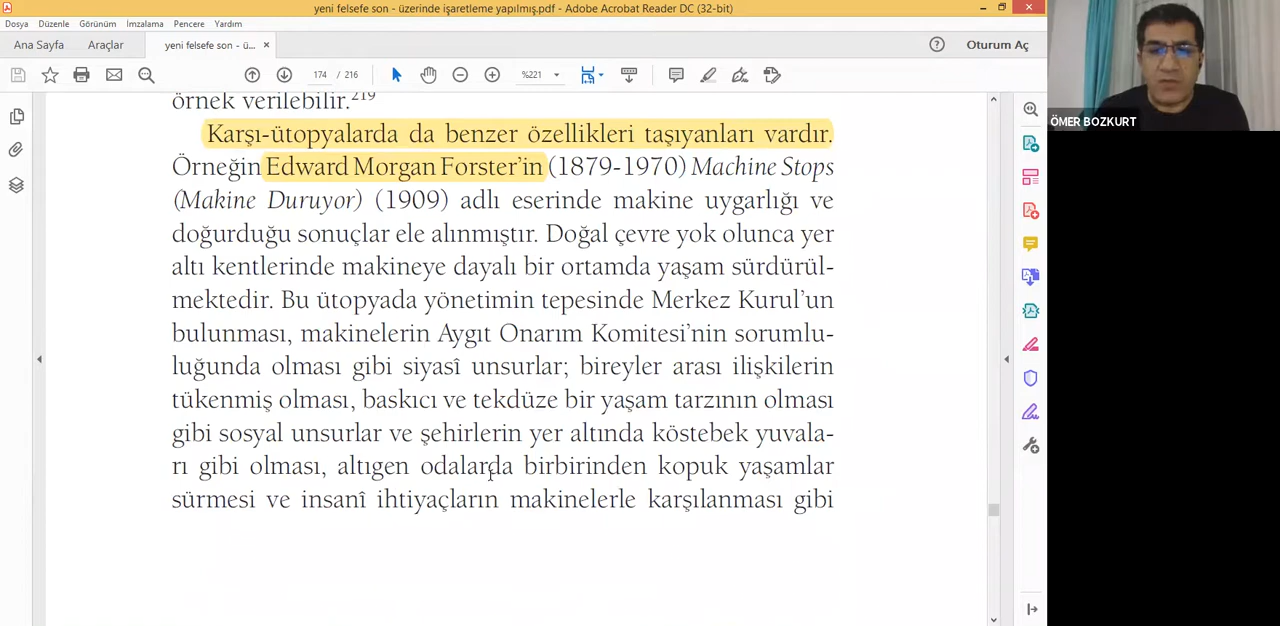 yeni felsefe son - üzerinde işaretleme yapılmış.pdf - Adobe Acrobat Reader DC (32-bit)
Dosya Düzenle Görünüm İmzalama Pencere Yardım
Ana Sayfa Araçlar yeni felsefe son - ü... × Oturum Aç
174 / 216 %221
ÖMER BOZKURT
örnek verilebilir.219
Karşı-ütopyalarda da benzer özellikleri taşıyanları vardır.
Örneğin Edward Morgan Forster’in (1879-1970) Machine Stops
(Makine Duruyor) (1909) adlı eserinde makine uygarlığı ve
doğurduğu sonuçlar ele alınmıştır. Doğal çevre yok olunca yer
altı kentlerinde makineye dayalı bir ortamda yaşam sürdürül-
mektedir. Bu ütopyada yönetimin tepesinde Merkez Kurul’un
bulunması, makinelerin Aygıt Onarım Komitesi’nin sorumlu-
luğunda olması gibi siyasî unsurlar; bireyler arası ilişkilerin
tükenmiş olması, baskıcı ve tekdüze bir yaşam tarzının olması
gibi sosyal unsurlar ve şehirlerin yer altında köstebek yuvala-
rı gibi olması, altıgen odalarda birbirinden kopuk yaşamlar
sürmesi ve insanî ihtiyaçların makinelerle karşılanması gibi